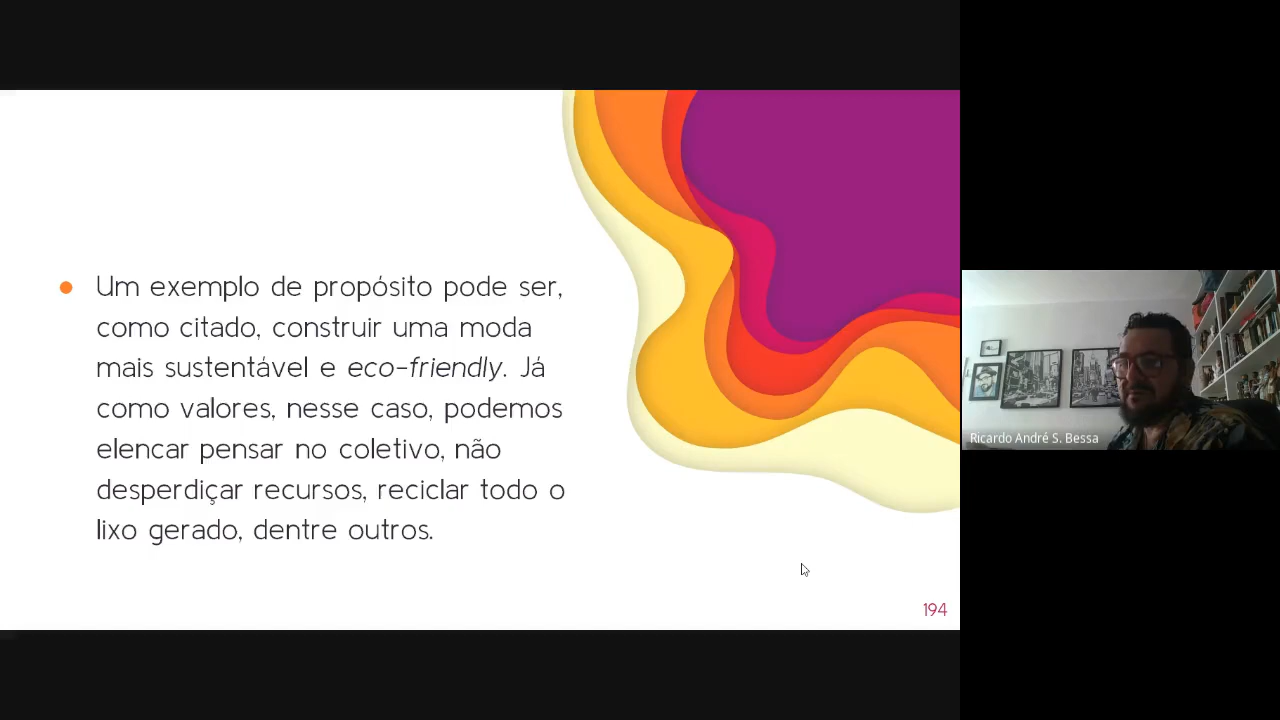 Um exemplo de propósito pode ser,
como citado, construir uma moda
mais sustentável e eco-friendly. Já
como valores, nesse caso, podemos
elencar pensar no coletivo, não
desperdiçar recursos, reciclar todo o
lixo gerado, dentre outros.
194
Ricardo André S. Bessa